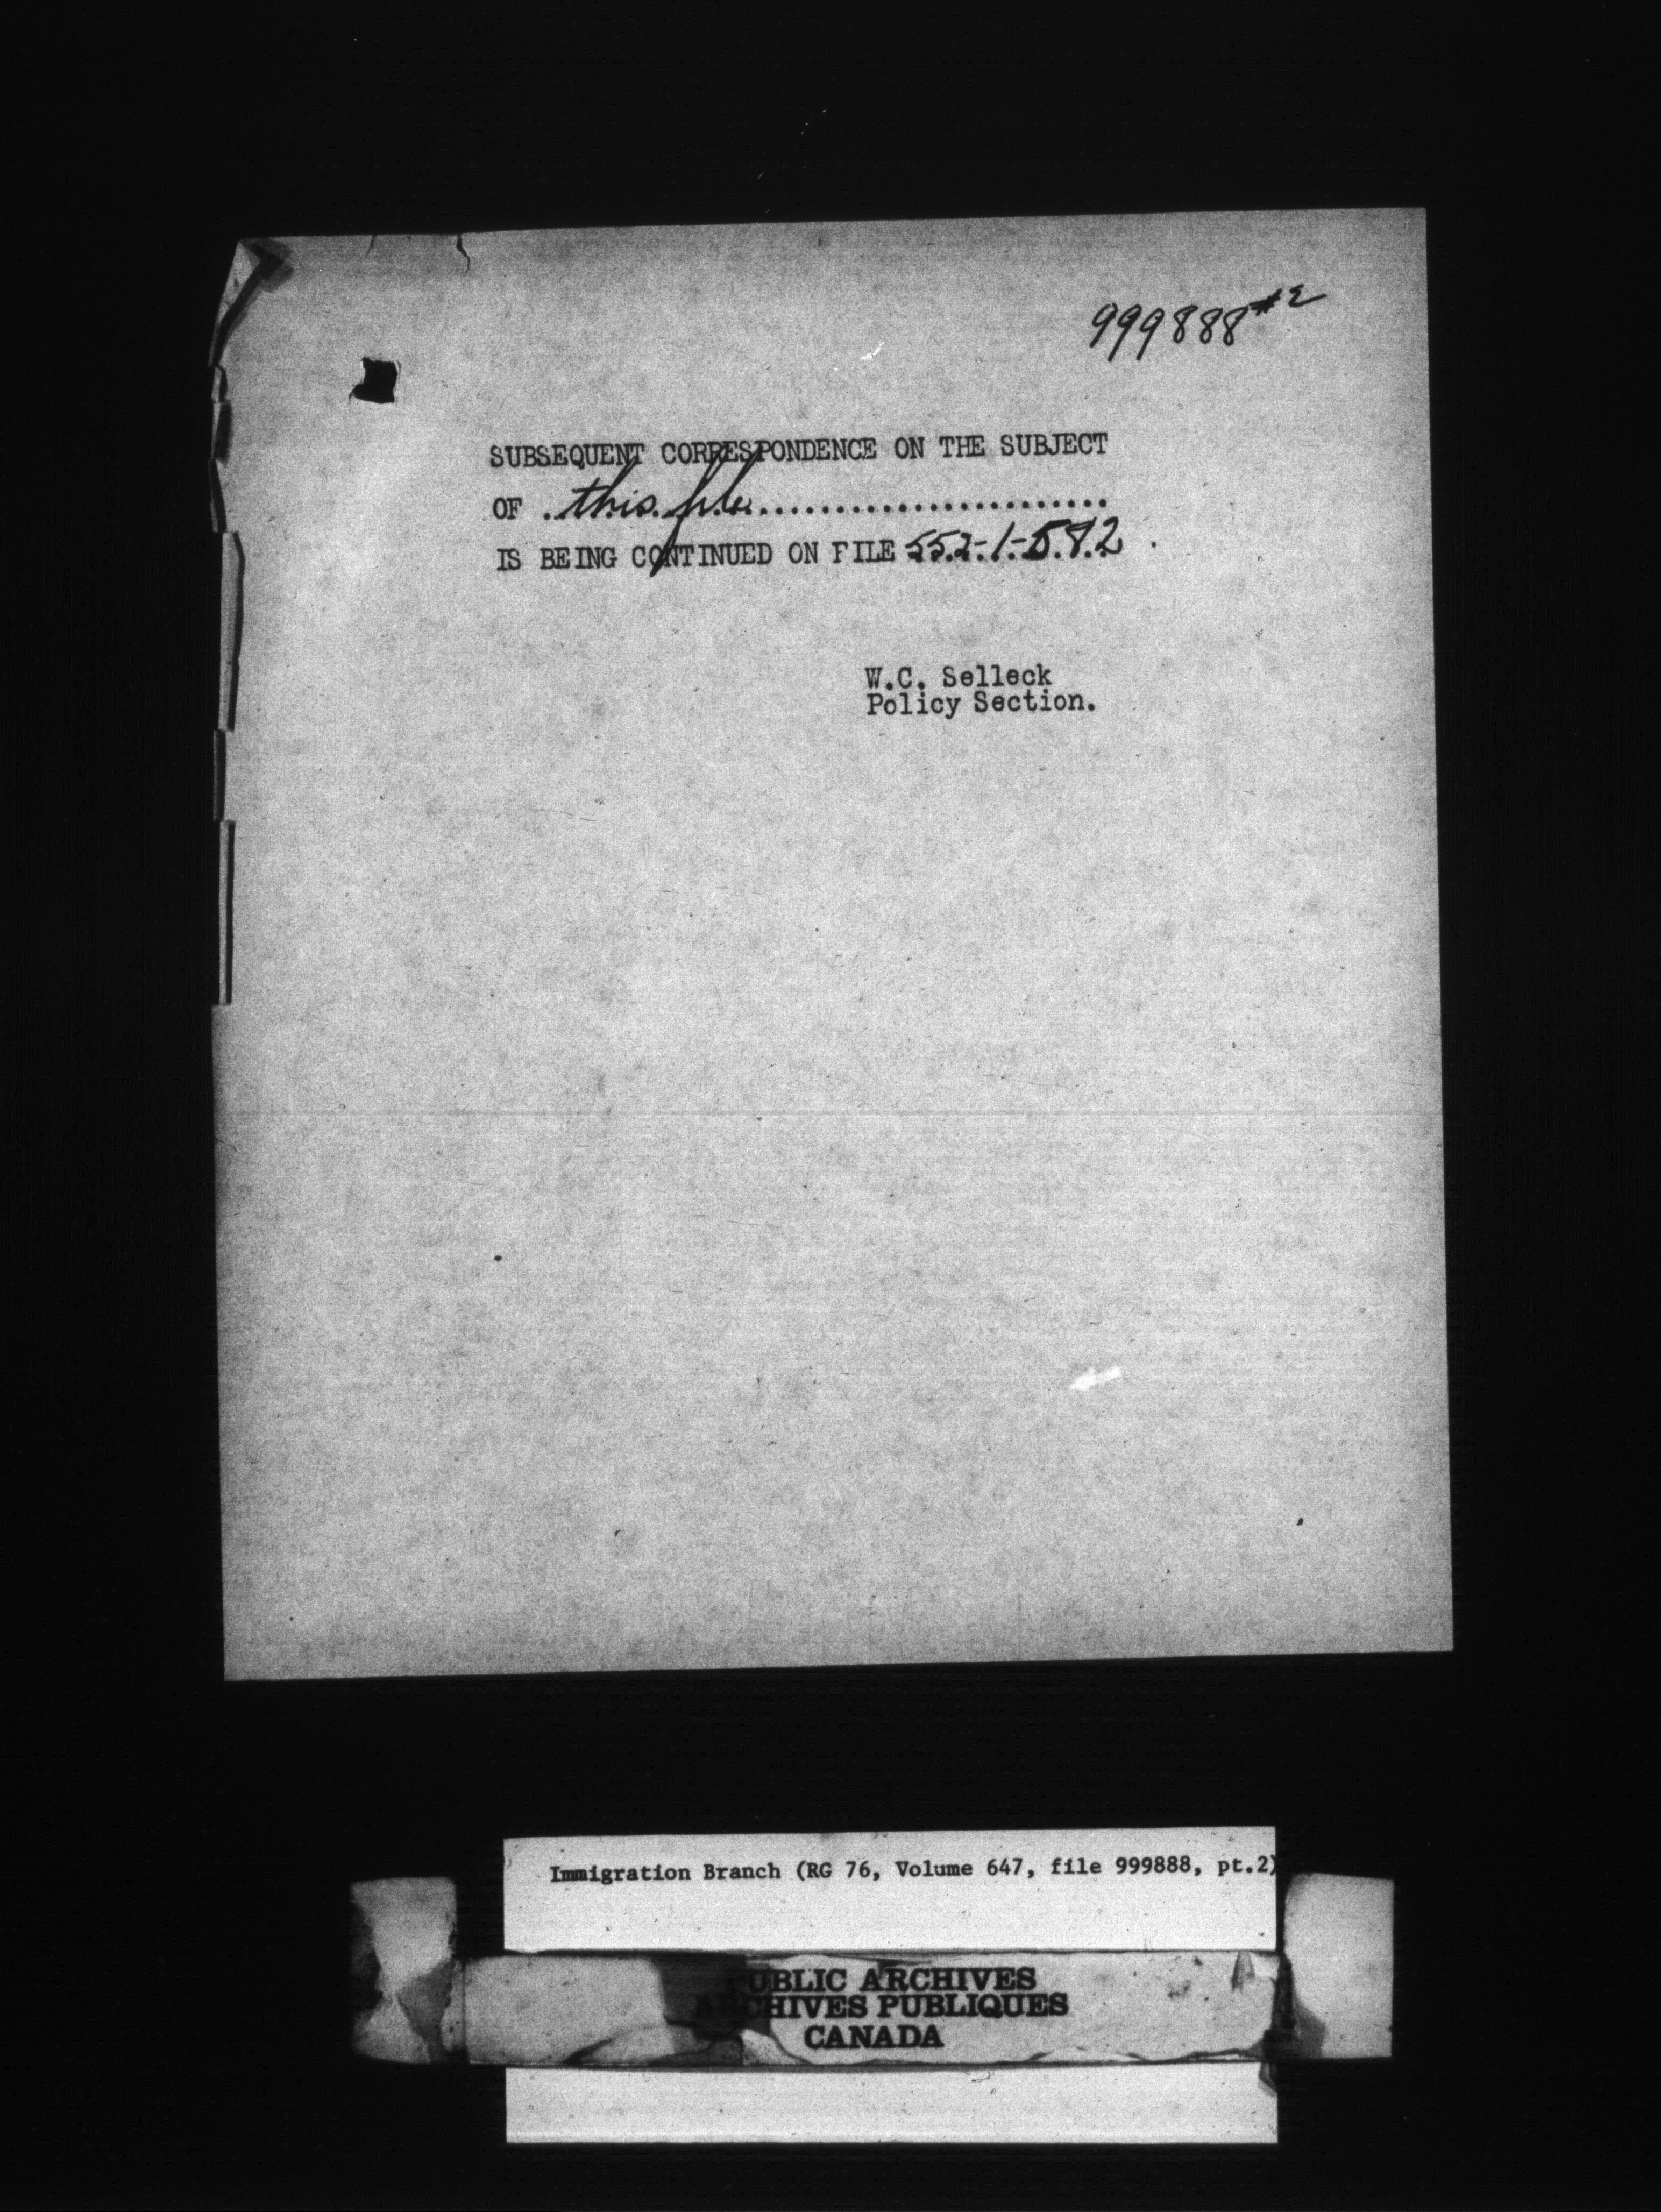 999888 #2
SUBSEQUENT CORRESPONDENCE ON THE SUBJECT
OF this file........................
IS BEING CONTINUED ON FILE 552-1-582.
W.C. Selleck
Policy Section.
Immigration Branch (RG 76, Volume 647, file 999888, pt.2)
PUBLIC ARCHIVES
ARCHIVES PUBLIQUES
CANADA